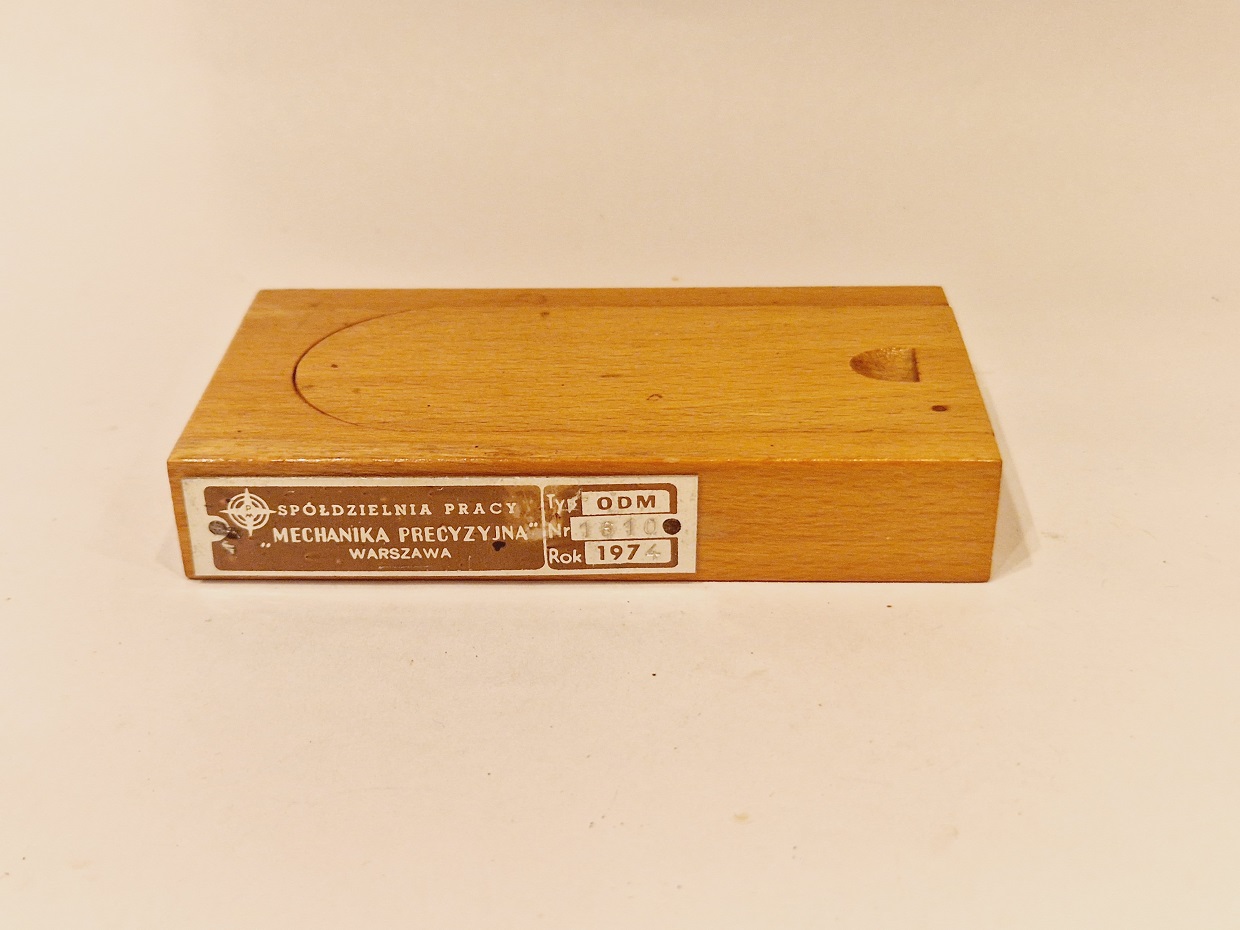 SPÓŁDZIELNIA PRACY
„MECHANIKA PRECYZYJNA"
WARSZAWA
Typ ODM
Nr 1610
Rok 1974